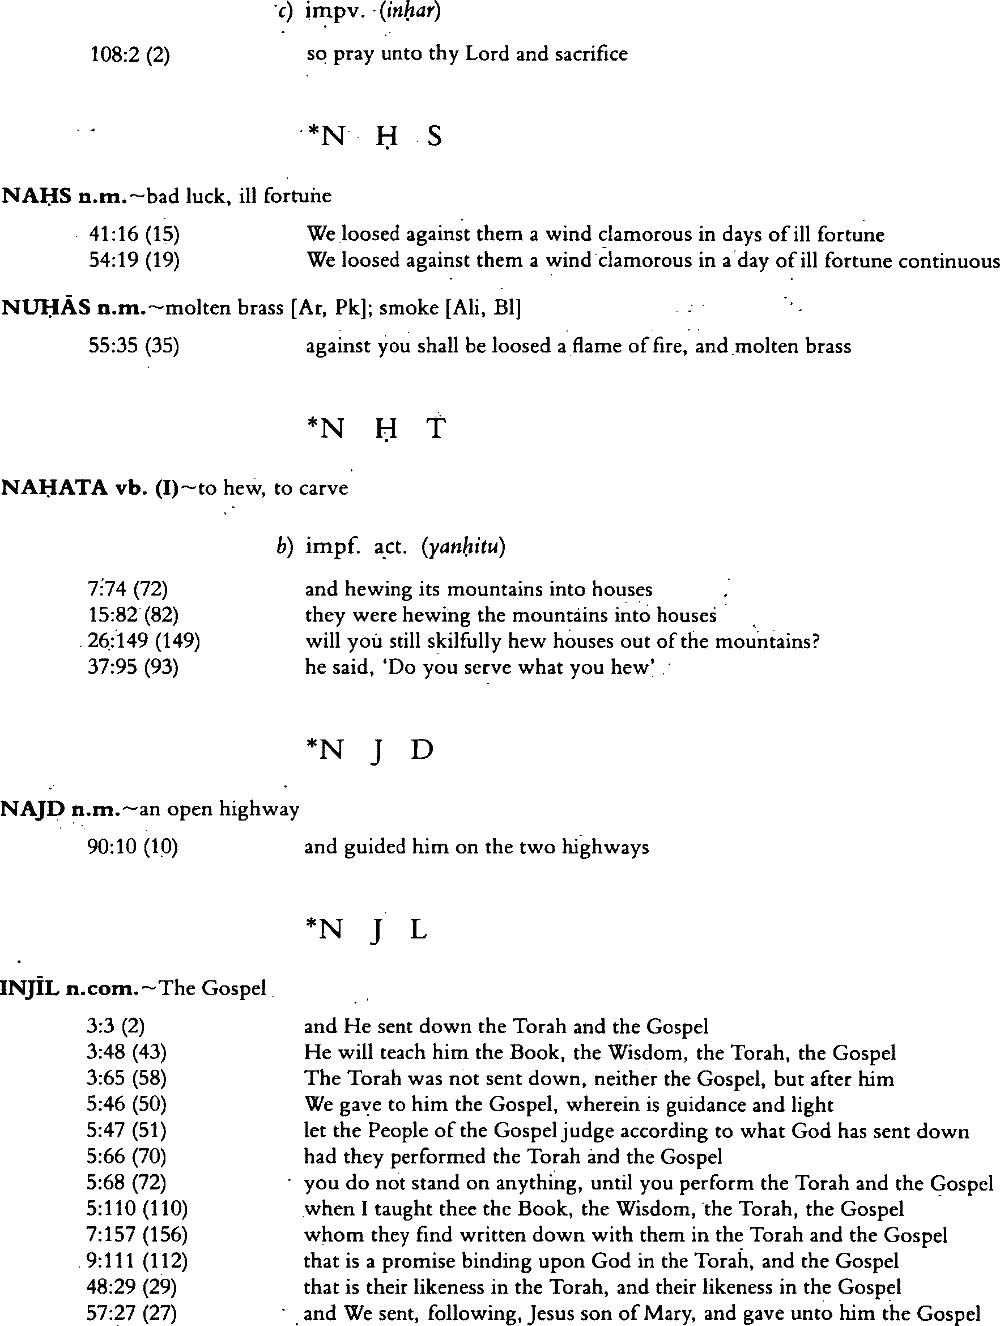 c) impv. (inḥar)
108:2 (2) so pray unto thy Lord and sacrifice
*N Ḥ S
NAḤS n.m.~bad luck, ill fortune
41:16 (15) We loosed against them a wind clamorous in days of ill fortune
54:19 (19) We loosed against them a wind clamorous in a day of ill fortune continuous
NUḤĀS n.m.~molten brass [Ar, Pk]; smoke [Ali, Bl]
55:35 (35) against you shall be loosed a flame of fire, and molten brass
*N Ḥ T
NAḤATA vb. (I)~to hew, to carve
b) impf. act. (yanḥitu)
7:74 (72) and hewing its mountains into houses
15:82 (82) they were hewing the mountains into houses
26:149 (149) will you still skilfully hew houses out of the mountains?
37:95 (93) he said, 'Do you serve what you hew'
*N J D
NAJD n.m.~an open highway
90:10 (10) and guided him on the two highways
*N J L
INJĪL n.com.~The Gospel
3:3 (2) and He sent down the Torah and the Gospel
3:48 (43) He will teach him the Book, the Wisdom, the Torah, the Gospel
3:65 (58) The Torah was not sent down, neither the Gospel, but after him
5:46 (50) We gave to him the Gospel, wherein is guidance and light
5:47 (51) let the People of the Gospel judge according to what God has sent down
5:66 (70) had they performed the Torah and the Gospel
5:68 (72) you do not stand on anything, until you perform the Torah and the Gospel
5:110 (110) when I taught thee the Book, the Wisdom, the Torah, the Gospel
7:157 (156) whom they find written down with them in the Torah and the Gospel
9:111 (112) that is a promise binding upon God in the Torah, and the Gospel
48:29 (29) that is their likeness in the Torah, and their likeness in the Gospel
57:27 (27) and We sent, following, Jesus son of Mary, and gave unto him the Gospel